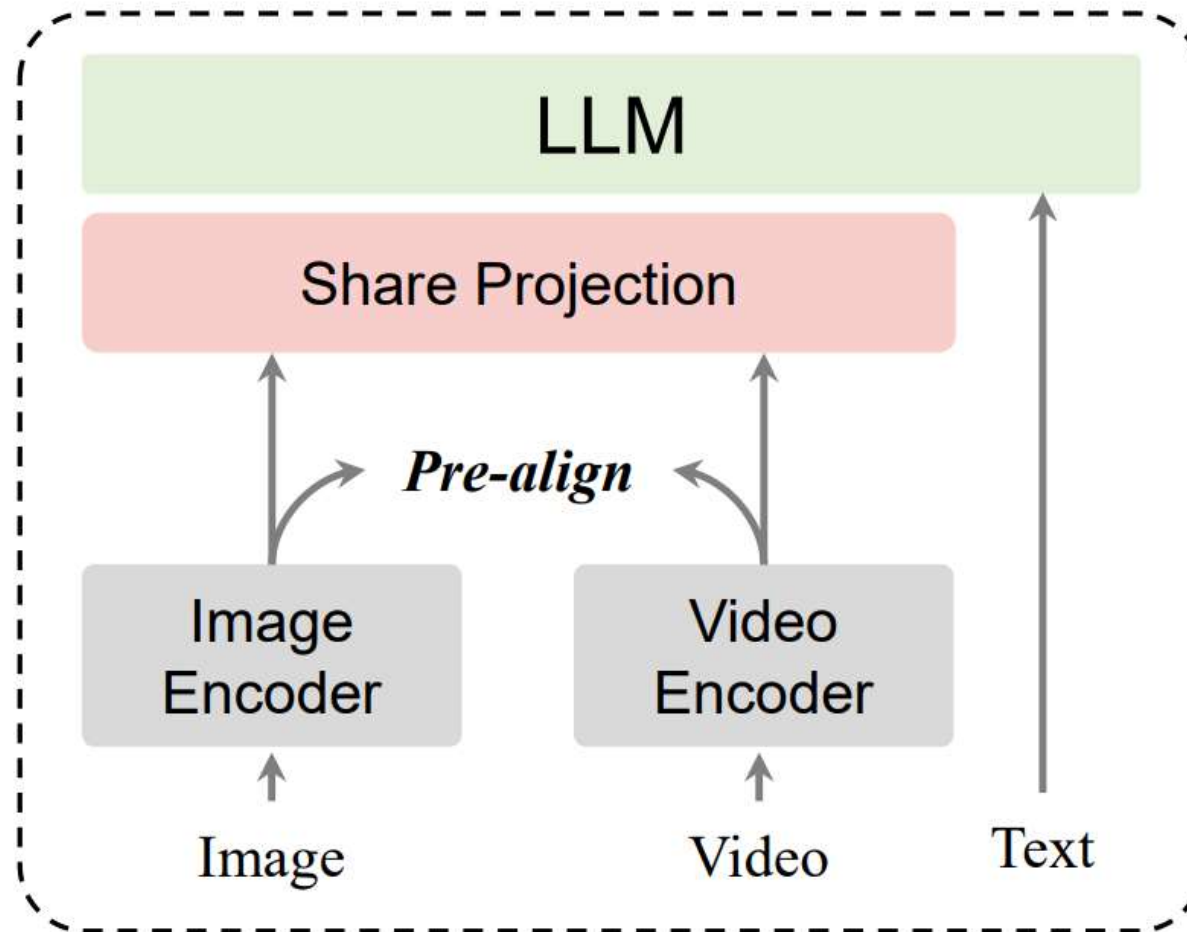 LLM
Share Projection
Pre-align
Image
Encoder
Video
Encoder
Image
Video
Text